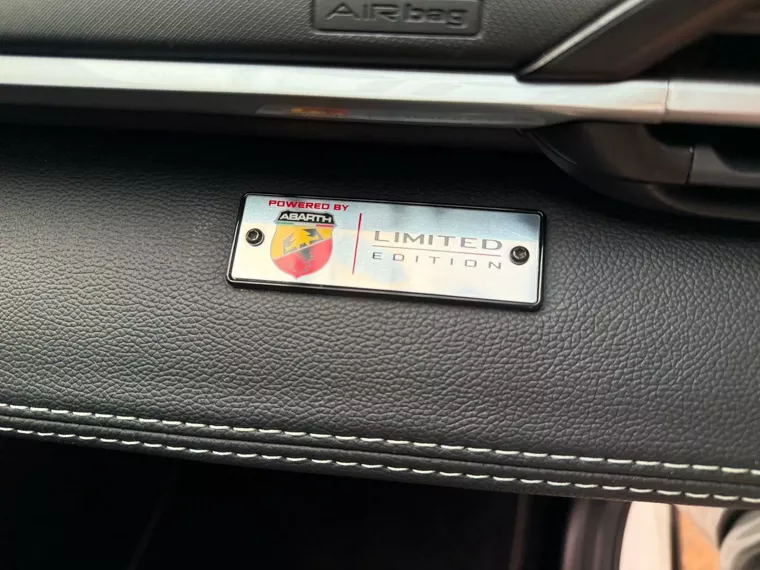 AIRbag
POWERED BY
ABARTH
LIMITED
EDITION